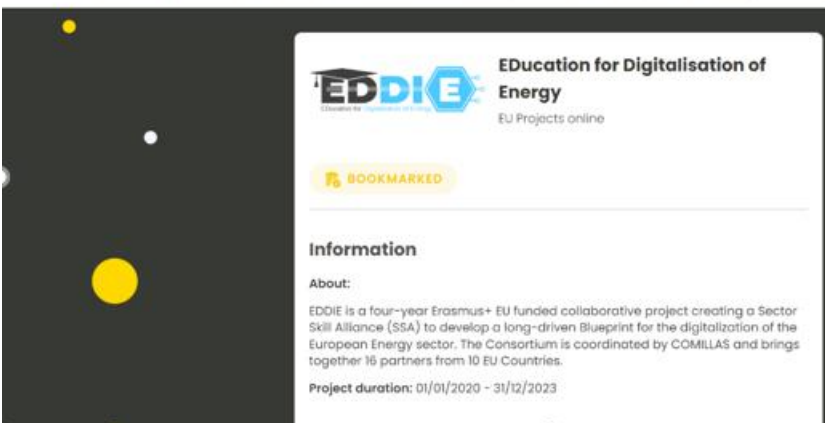 EDDIE
EDucation for Digitalisation of
Energy
EU Projects online
BOOKMARKED
Information
About:
EDDIE is a four-year Erasmus+ EU funded collaborative project creating a Sector
Skill Alliance (SSA) to develop a long-driven Blueprint for the digitalization of the
European Energy sector. The Consortium is coordinated by COMILLAS and brings
together 16 partners from 10 EU Countries.
Project duration: 01/01/2020 - 31/12/2023